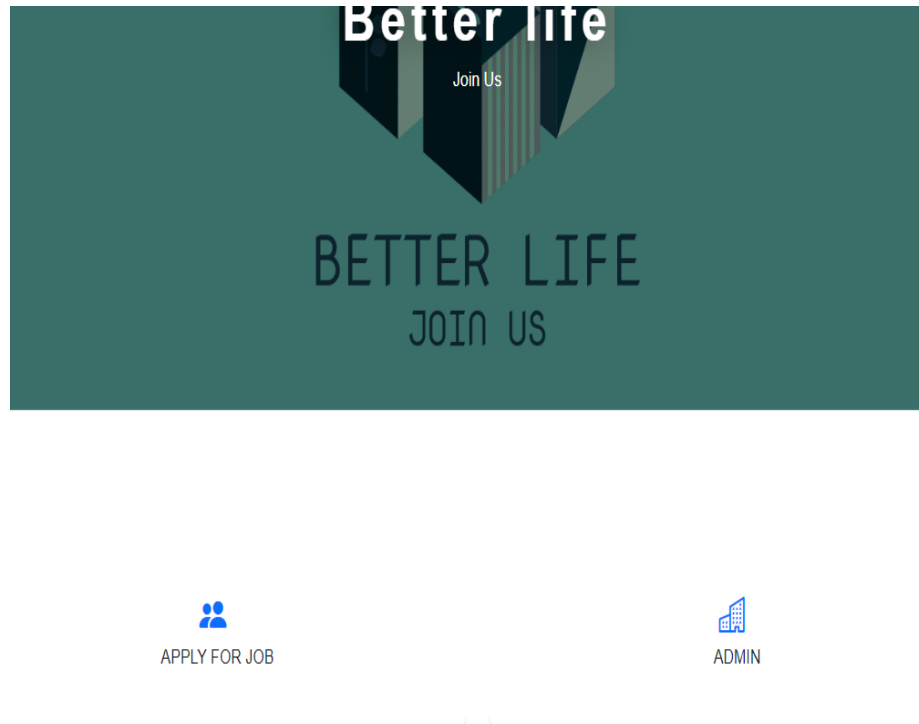 Better life
Join Us
BETTER LIFE
JOIN US
APPLY FOR JOB
ADMIN